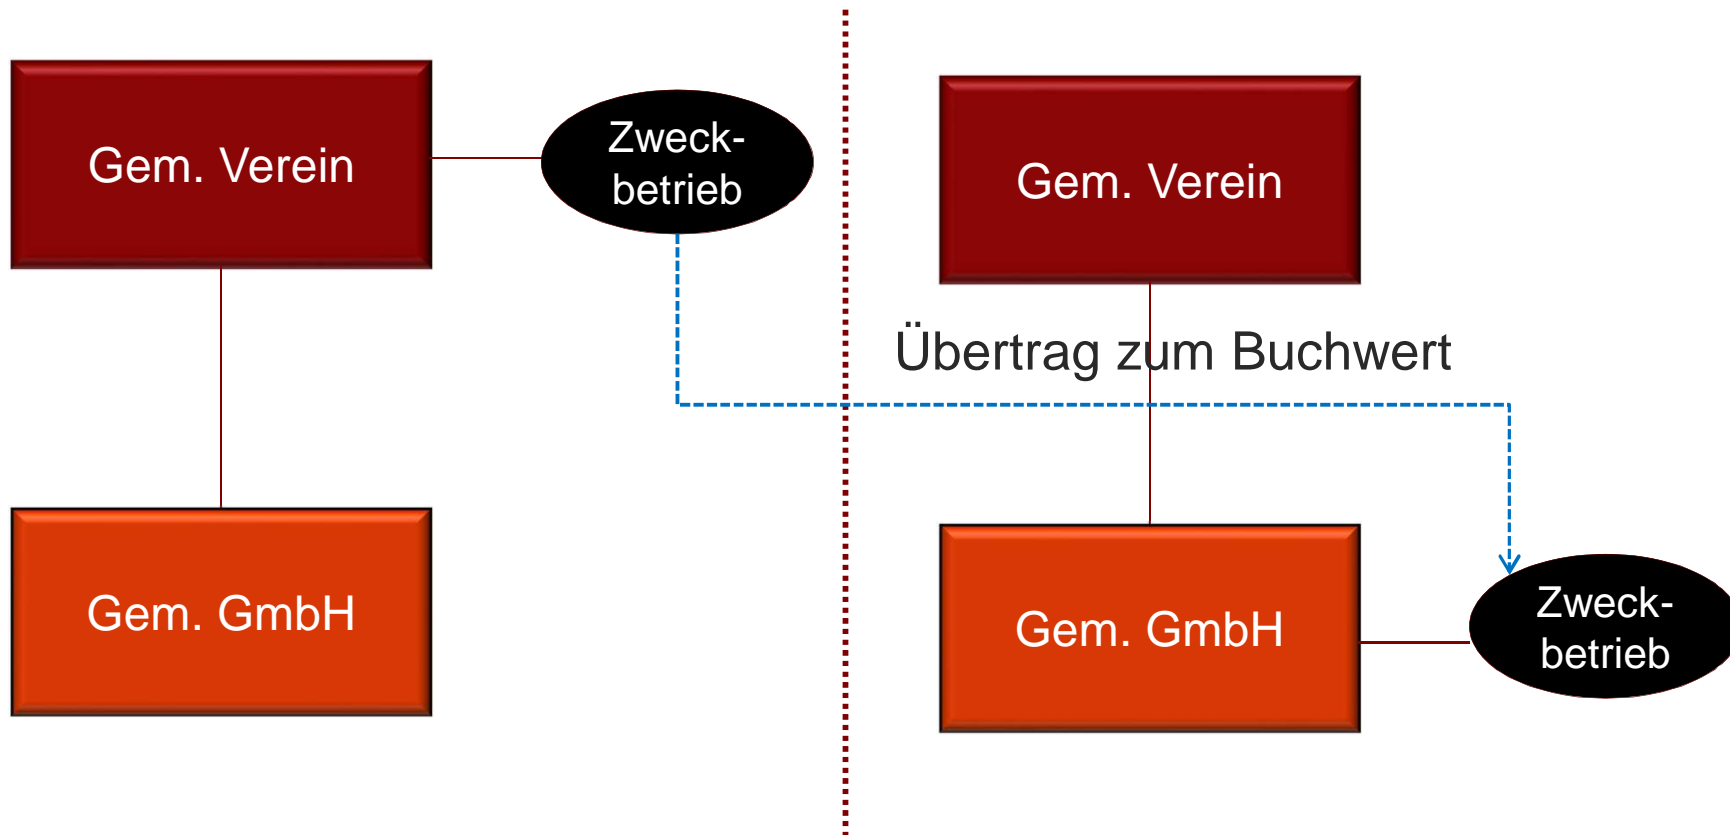 Gem. Verein
Zweck-
betrieb
Gem. GmbH
Gem. Verein
Übertrag zum Buchwert
Gem. GmbH
Zweck-
betrieb